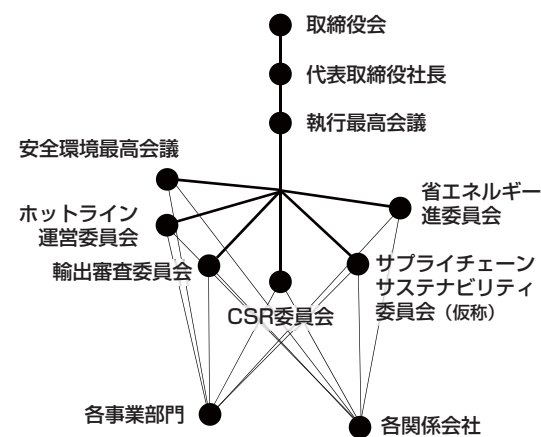 取締役会
代表取締役社長
執行最高会議
安全環境最高会議
省エネルギー
進委員会
ホットライン
運営委員会
輸出審査委員会
サプライチェーン
サステナビリティ
委員会（仮称）
CSR委員会
各事業部門
各関係会社